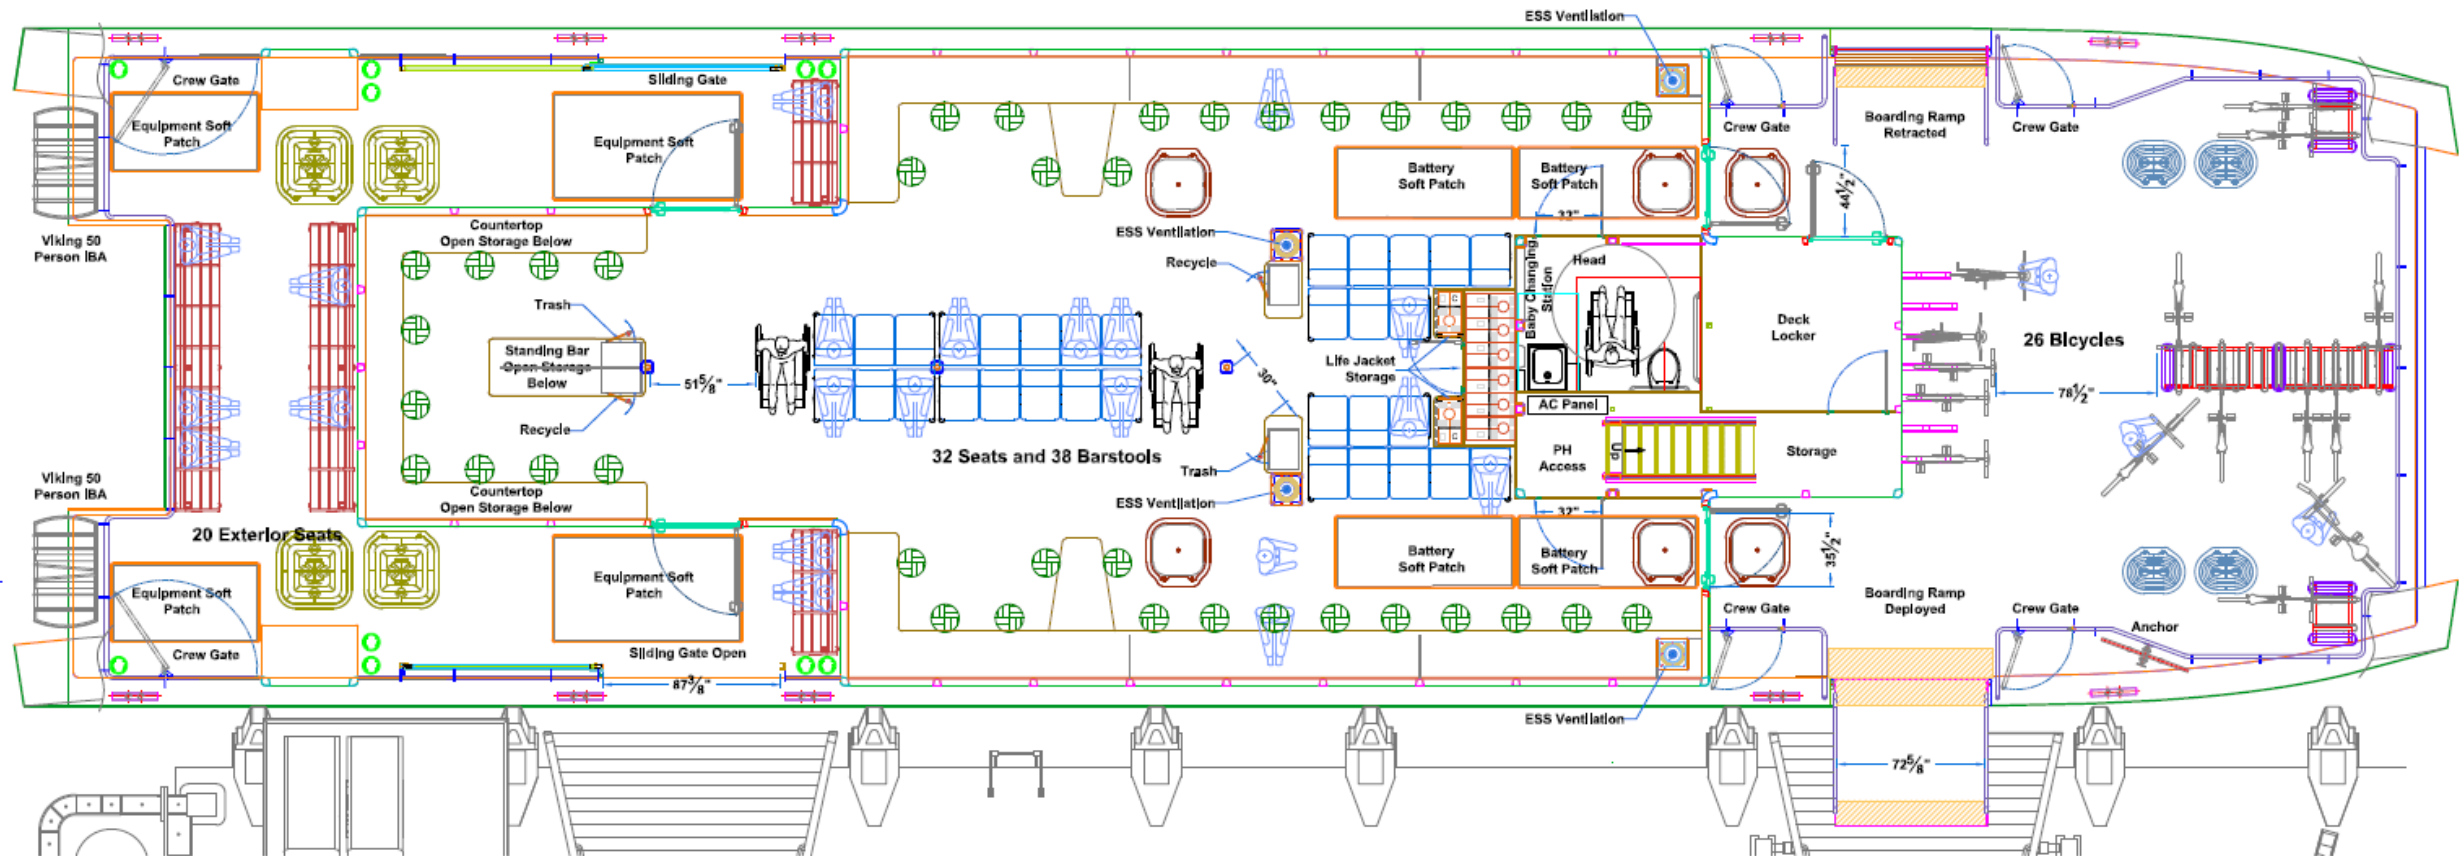 ESS Ventilation
Crew Gate
Sliding Gate
Equipment Soft
Patch
Equipment Soft
Patch
Crew Gate
Boarding Ramp
Retracted
Crew Gate
Battery
Soft Patch
Battery
Soft Patch
44½"
32"
Viking 50
Person IBA
Countertop
Open Storage Below
ESS Ventilation
Recycle
Baby Changing
Station
Head
Trash
Standing Bar
Open Storage
Below
51⅝"
30"
Life Jacket
Storage
Deck
Locker
26 Bicycles
78½"
AC Panel
Recycle
32 Seats and 38 Barstools
Trash
PH
Access
Up
Storage
Viking 50
Person IBA
Countertop
Open Storage Below
ESS Ventilation
32"
20 Exterior Seats
35½"
Equipment Soft
Patch
Equipment Soft
Patch
Battery
Soft Patch
Battery
Soft Patch
Boarding Ramp
Deployed
Crew Gate
Crew Gate
Anchor
Crew Gate
Sliding Gate Open
87⅜"
ESS Ventilation
72⅝"